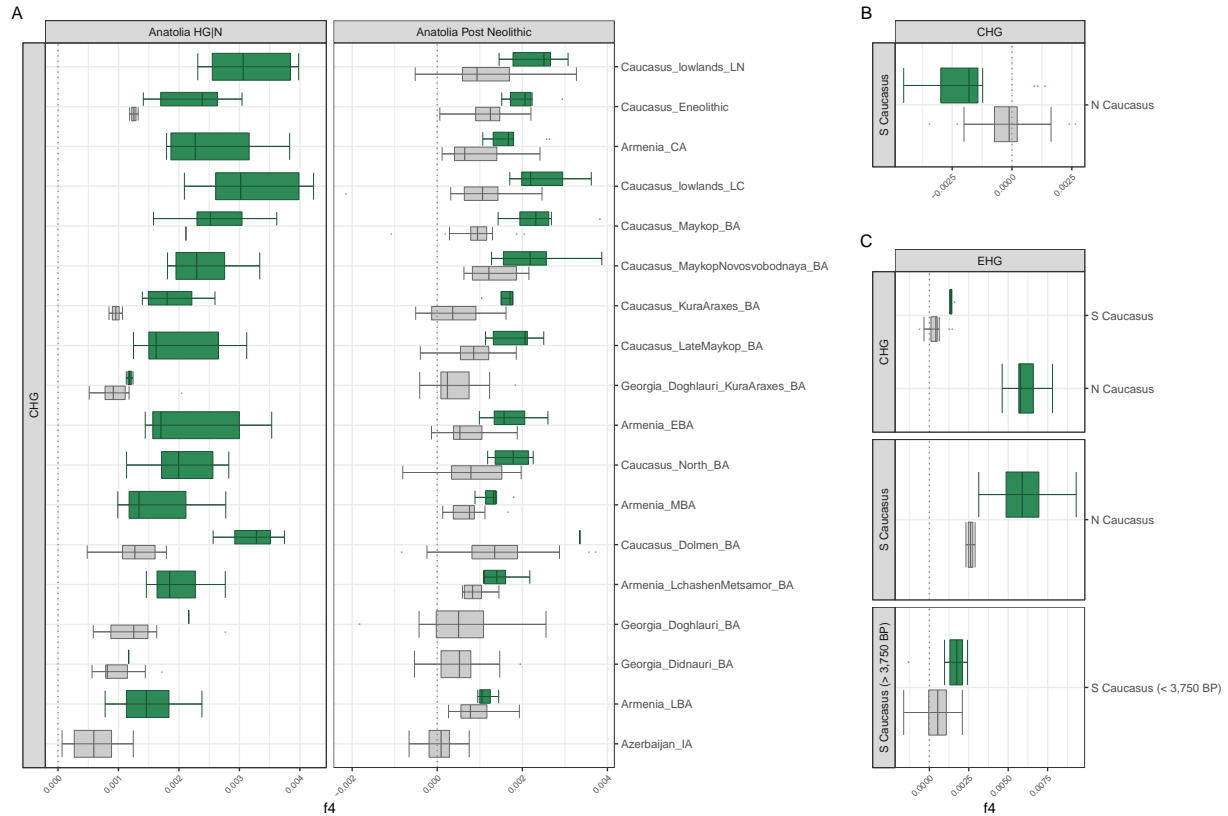 A
Anatolia HG|N
Anatolia Post Neolithic
CHG
Caucasus_lowlands_LN
Caucasus_Eneolithic
Armenia_CA
Caucasus_lowlands_LC
Caucasus_Maykop_BA
Caucasus_MaykopNovosvobodnaya_BA
Caucasus_KuraAraxes_BA
Caucasus_LateMaykop_BA
Georgia_Doghlauri_KuraAraxes_BA
Armenia_EBA
Caucasus_North_BA
Armenia_MBA
Caucasus_Dolmen_BA
Armenia_LchashenMetsamor_BA
Georgia_Doghlauri_BA
Georgia_Didnauri_BA
Armenia_LBA
Azerbaijan_IA
0.000 0.001 0.002 0.003 0.004
−0.002 0.000 0.002 0.004
f4
B
CHG
S Caucasus
N Caucasus
−0.0025 0.0000 0.0025
C
EHG
CHG
S Caucasus
N Caucasus
S Caucasus
N Caucasus
S Caucasus (> 3,750 BP)
S Caucasus (< 3,750 BP)
0.0000 0.0025 0.0050 0.0075
f4